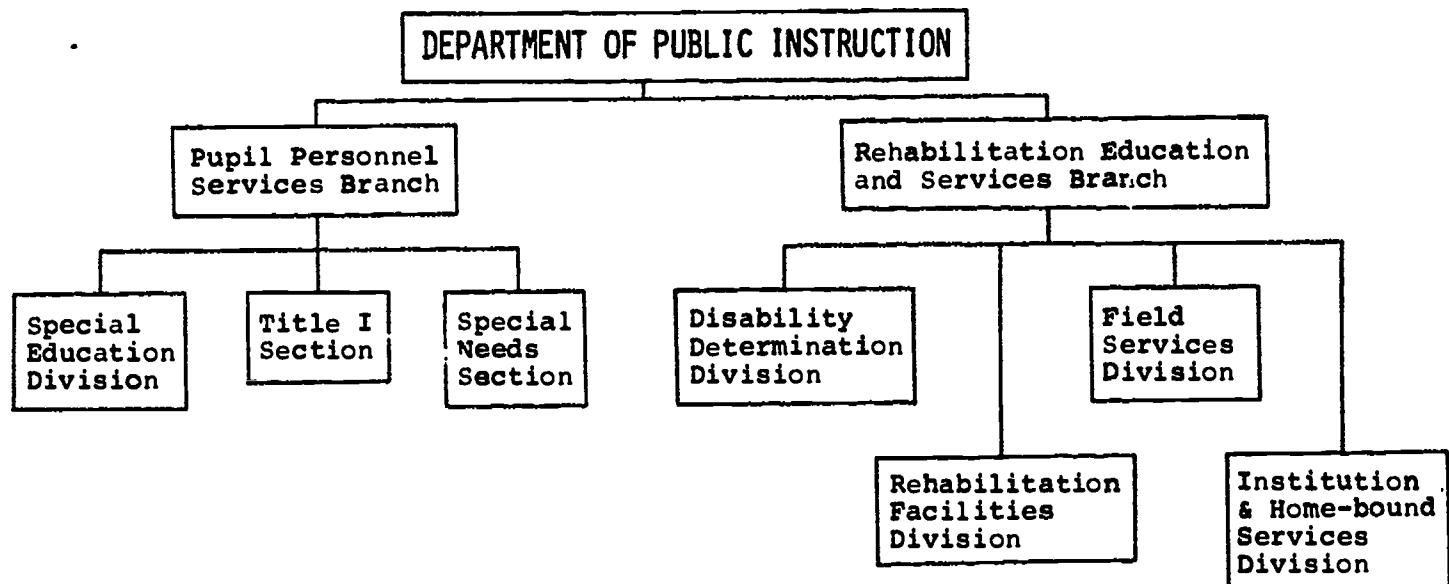 DEPARTMENT OF PUBLIC INSTRUCTION
Pupil Personnel
Services Branch
Rehabilitation Education
and Services Branch
Special
Education
Division
Title I
Section
Special
Needs
Section
Disability
Determination
Division
Field
Services
Division
Rehabilitation
Facilities
Division
Institution
& Home-bound
Services
Division